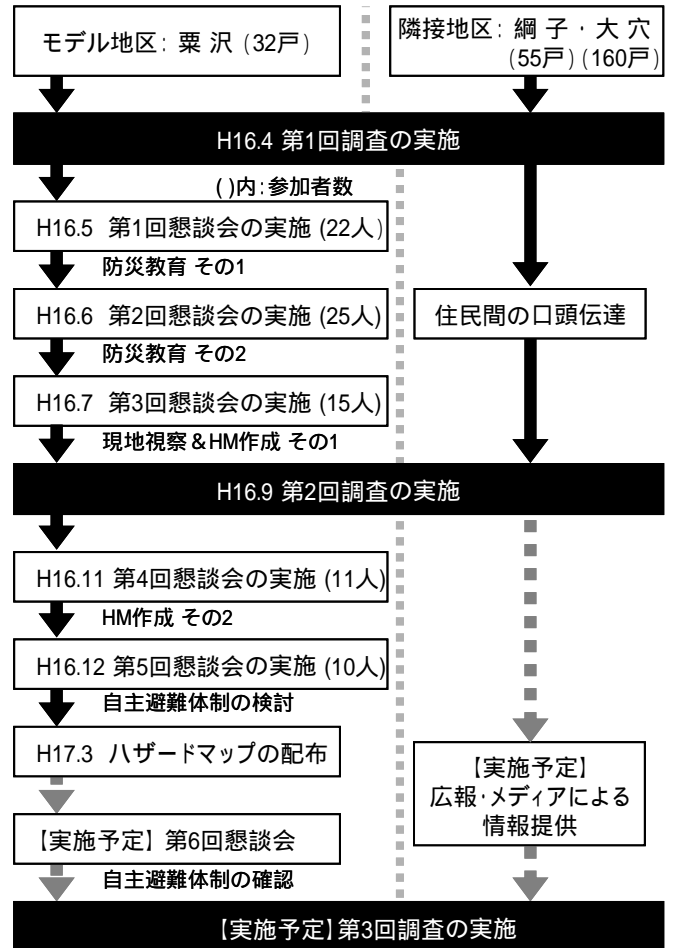 モデル地区: 粟 沢 (32戸)
隣接地区: 綱 子 ・ 大 穴
(55戸) (160戸)
H16.4 第1回調査の実施
( )内:参加者数
H16.5 第1回懇談会の実施 (22人)
防災教育 その1
H16.6 第2回懇談会の実施 (25人)
防災教育 その2
H16.7 第3回懇談会の実施 (15人)
現地視察&HM作成 その1
住民間の口頭伝達
H16.9 第2回調査の実施
H16.11 第4回懇談会の実施 (11人)
HM作成 その2
H16.12 第5回懇談会の実施 (10人)
自主避難体制の検討
H17.3 ハザードマップの配布
【実施予定】 第6回懇談会
自主避難体制の確認
【実施予定】
広報・メディアによる
情報提供
【実施予定】第3回調査の実施